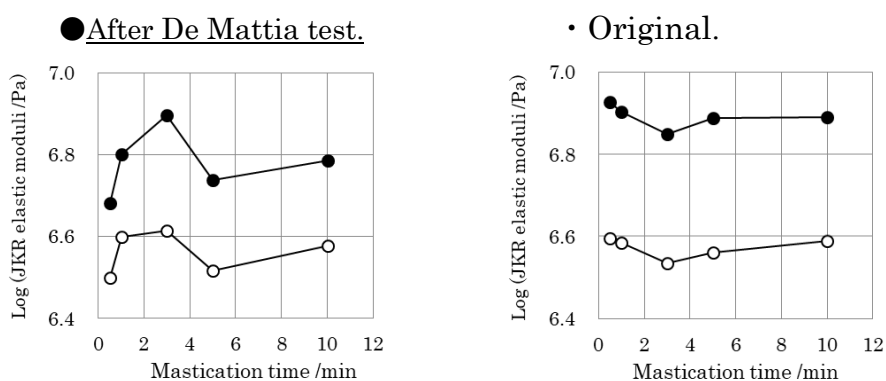 ●After De Mattia test.
・Original.
Log (JKR elastic moduli /Pa)
7.0
6.8
6.6
6.4
0 2 4 6 8 10 12
Mastication time /min
Log (JKR elastic moduli /Pa)
7.0
6.8
6.6
6.4
0 2 4 6 8 10 12
Mastication time /min